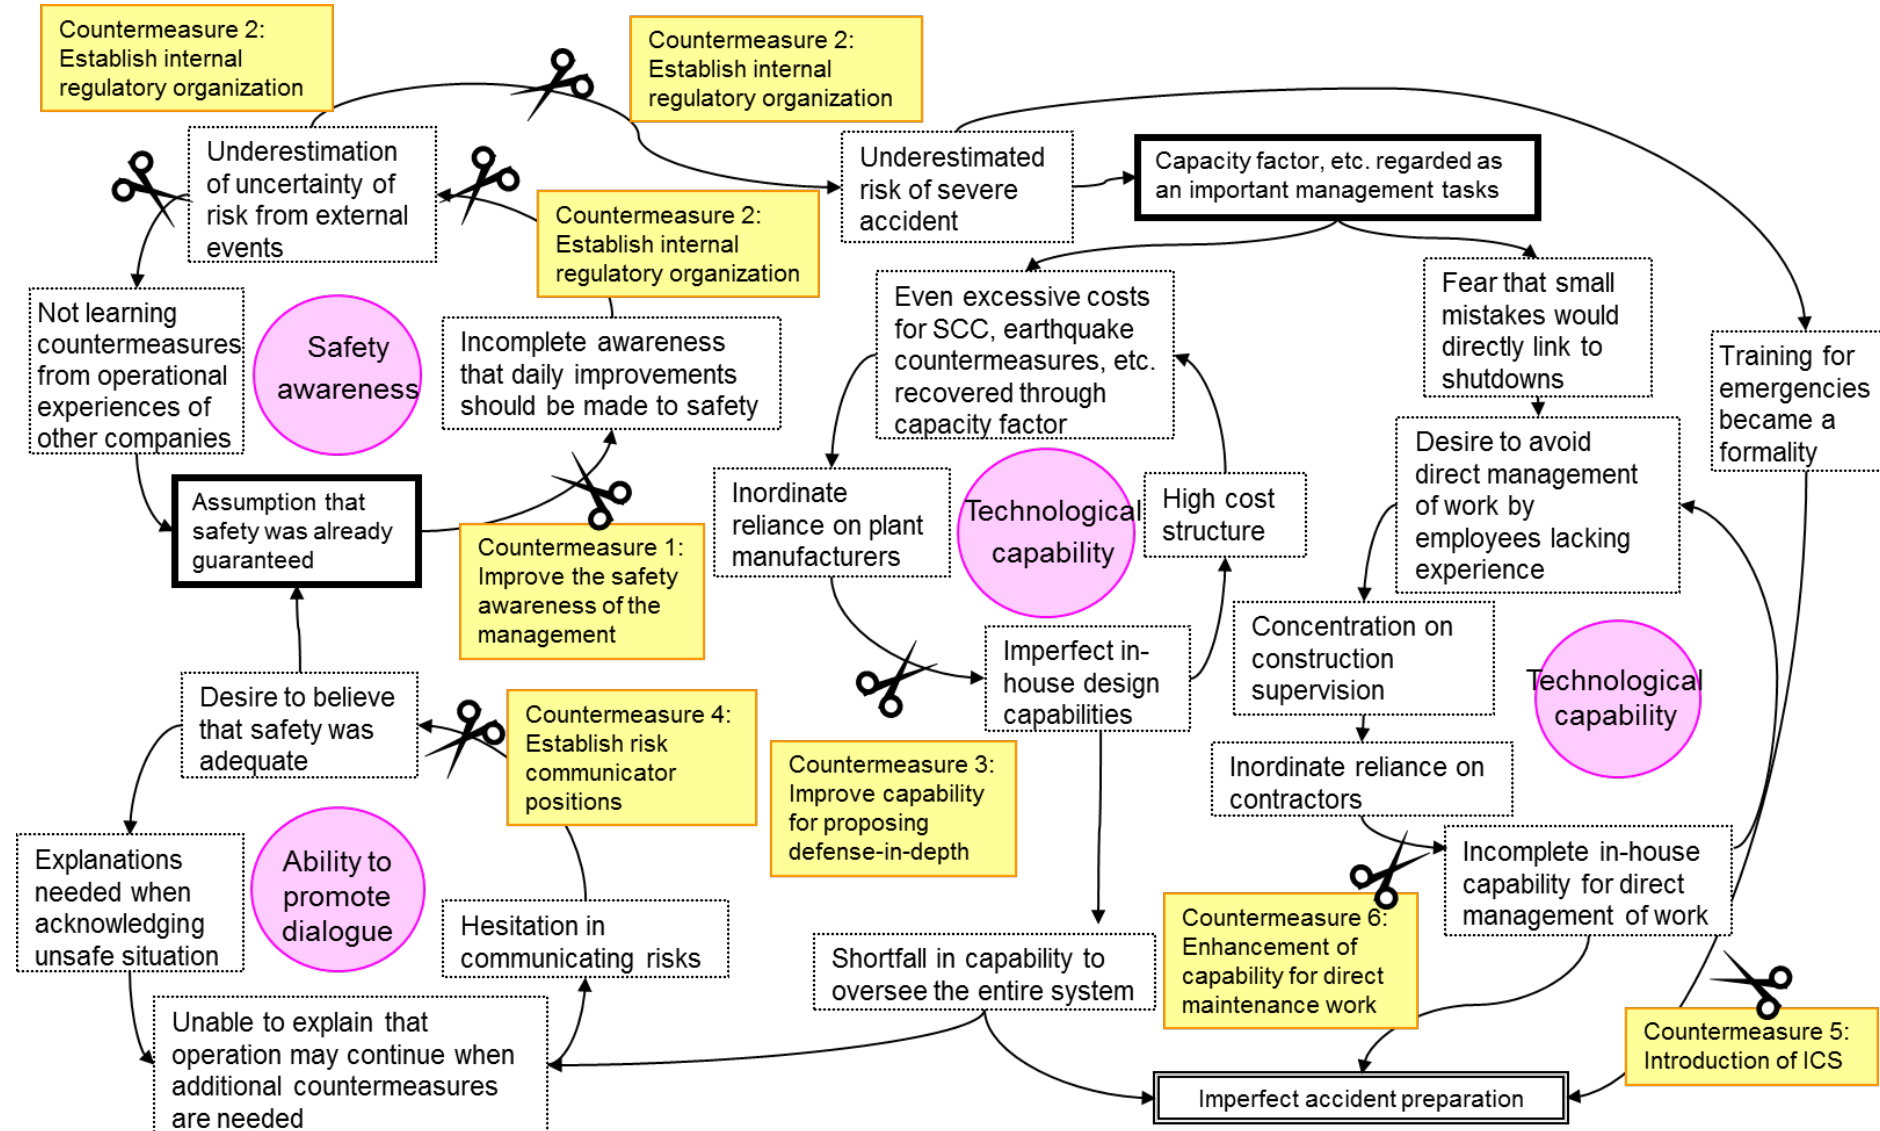 Countermeasure 2:
Establish internal
regulatory organization
Countermeasure 2:
Establish internal
regulatory organization
Underestimation
of uncertainty of
risk from external
events
Underestimated
risk of severe
accident
Capacity factor, etc. regarded as
an important management tasks
Countermeasure 2:
Establish internal
regulatory organization
Not learning
countermeasures
from operational
experiences of
other companies
Safety
awareness
Incomplete awareness
that daily improvements
should be made to safety
Even excessive costs
for SCC, earthquake
countermeasures, etc.
recovered through
capacity factor
Fear that small
mistakes would
directly link to
shutdowns
Training for
emergencies
became a
formality
Assumption that
safety was already
guaranteed
Countermeasure 1:
Improve the safety
awareness of the
management
Inordinate
reliance on plant
manufacturers
Technological
capability
High cost
structure
Desire to avoid
direct management
of work by
employees lacking
experience
Imperfect in-
house design
capabilities
Concentration on
construction
supervision
Technological
capability
Desire to believe
that safety was
adequate
Countermeasure 4:
Establish risk
communicator
positions
Countermeasure 3:
Improve capability
for proposing
defense-in-depth
Inordinate reliance on
contractors
Explanations
needed when
acknowledging
unsafe situation
Ability to
promote
dialogue
Hesitation in
communicating risks
Shortfall in capability to
oversee the entire system
Countermeasure 6:
Enhancement of
capability for direct
maintenance work
Incomplete in-house
capability for direct
management of work
Unable to explain that
operation may continue when
additional countermeasures
are needed
Imperfect accident preparation
Countermeasure 5:
Introduction of ICS